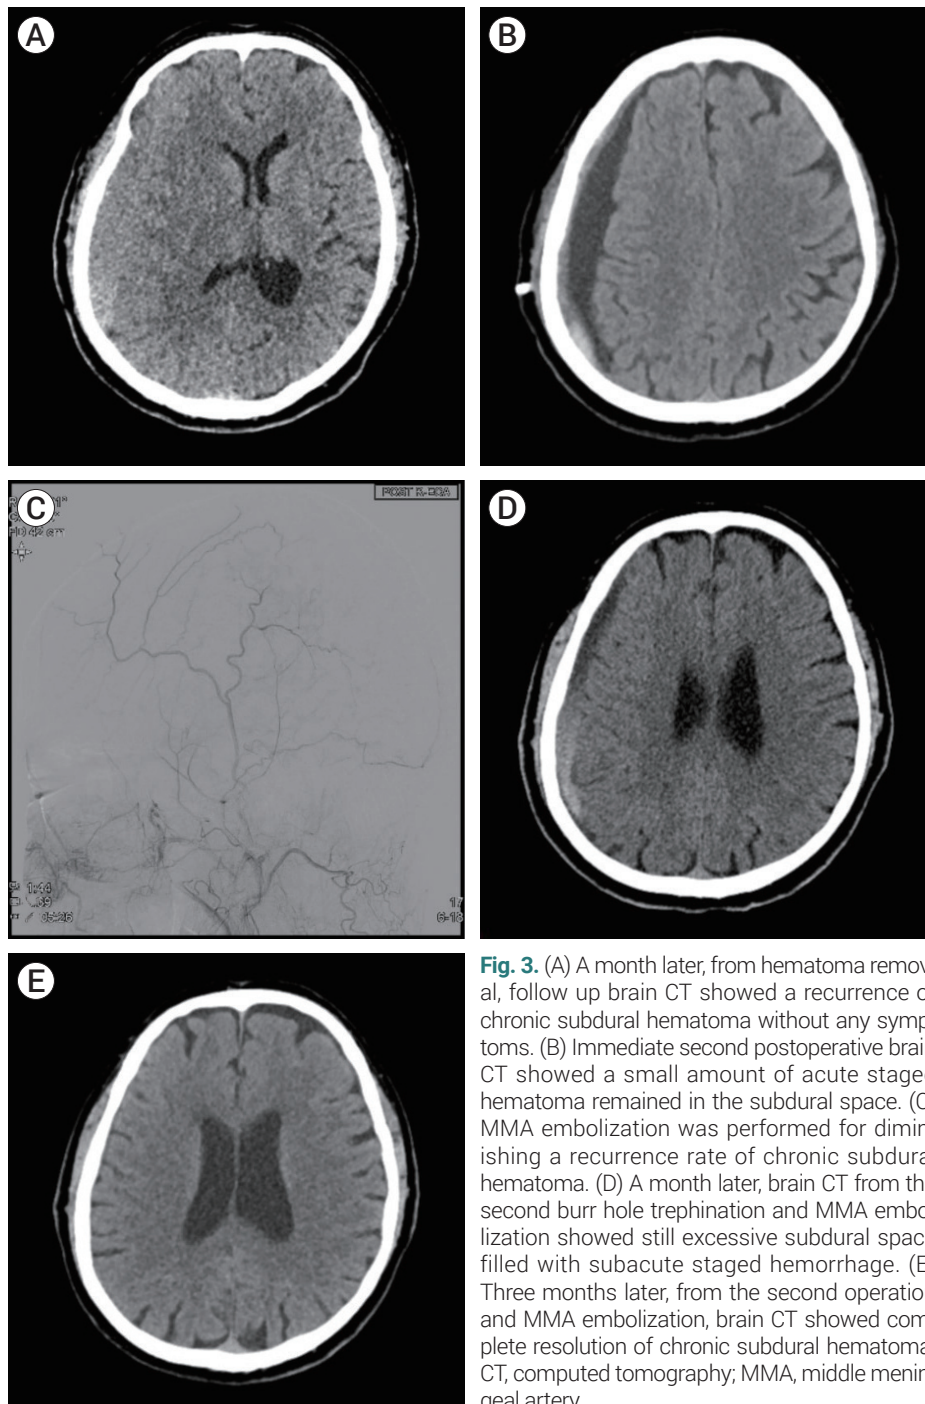 A
B
C
POST K-ECA
D
1:44
E
Fig. 3. (A) A month later, from hematoma remov
al, follow up brain CT showed a recurrence o
chronic subdural hematoma without any symp
toms. (B) Immediate second postoperative brai
CT showed a small amount of acute staged
hematoma remained in the subdural space. (C
MMA embolization was performed for dimin
ishing a recurrence rate of chronic subdura
hematoma. (D) A month later, brain CT from th
second burr hole trephination and MMA embo
lization showed still excessive subdural spac
filled with subacute staged hemorrhage. (E
Three months later, from the second operatio
and MMA embolization, brain CT showed com
plete resolution of chronic subdural hematoma
CT, computed tomography; MMA, middle menin
geal artery